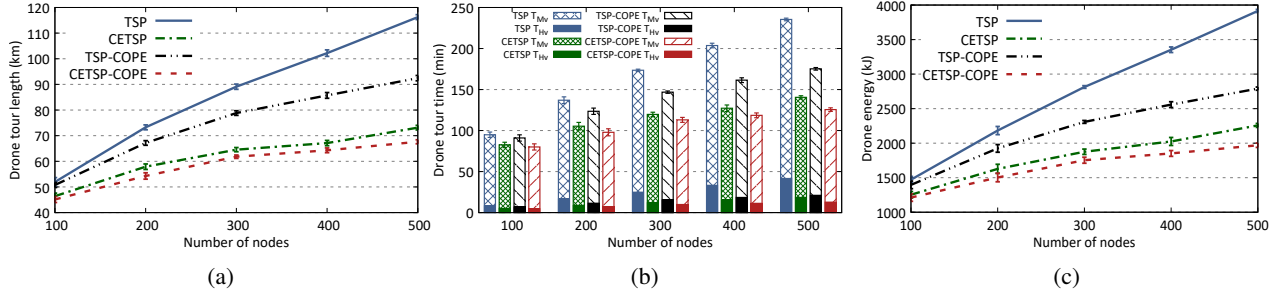 120
110
100
90
80
70
60
50
40
100
200
300
400
500
Drone tour length (km)
Number of nodes
TSP
CETSP
TSP-COPE
CETSP-COPE
(a)
250
200
150
100
50
0
100
200
300
400
500
Drone tour time (min)
Number of nodes
TSP T_Mv
TSP T_Hv
CETSP T_Mv
CETSP T_Hv
TSP-COPE T_Mv
TSP-COPE T_Hv
CETSP-COPE T_Mv
CETSP-COPE T_Hv
(b)
4000
3500
3000
2500
2000
1500
1000
100
200
300
400
500
Drone energy (kJ)
Number of nodes
TSP
CETSP
TSP-COPE
CETSP-COPE
(c)